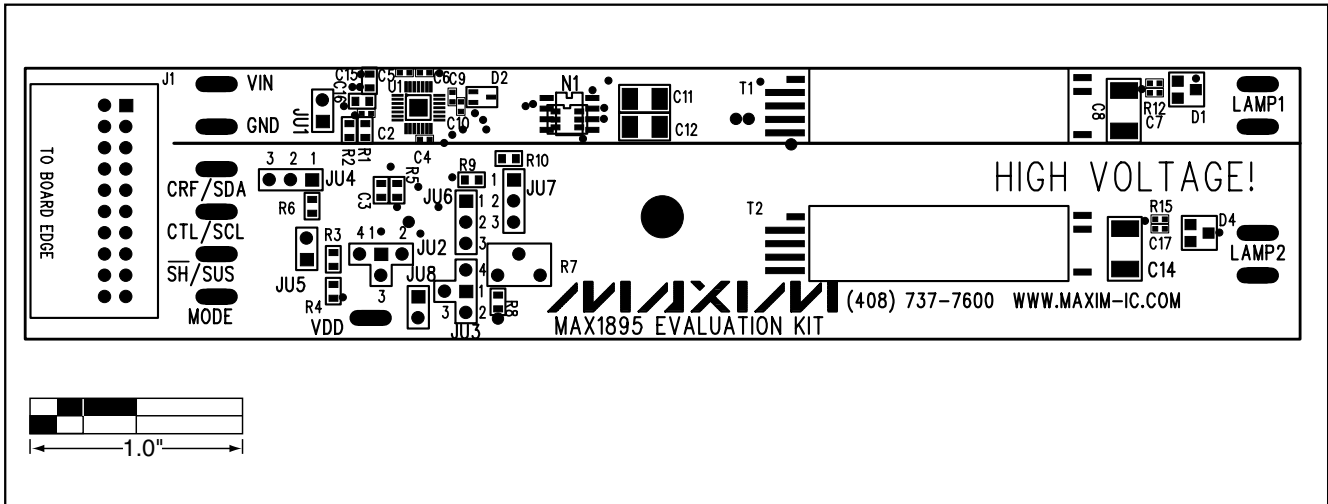 J1
VIN
GND
CRF/SDA
CTL/SCL
SH/SUS
MODE
TO BOARD EDGE
C15
C5
C6
C9
D2
U1
C16
JU1
R2
R1
C2
C4
C10
N1
C11
C12
T1
C8
R12
C7
D1
LAMP1
3 2 1
JU4
R6
C3
R5
R9
R10
JU6
1
2
3
JU7
1
2
3
HIGH VOLTAGE!
JU5
R3
R4
4 1 2
JU2
3
JU8
4
1
3 2
JU3
R8
R7
VDD
T2
R15
C17
D4
C14
LAMP2
MAXIM
(408) 737-7600 WWW.MAXIM-IC.COM
MAX1895 EVALUATION KIT
1.0"